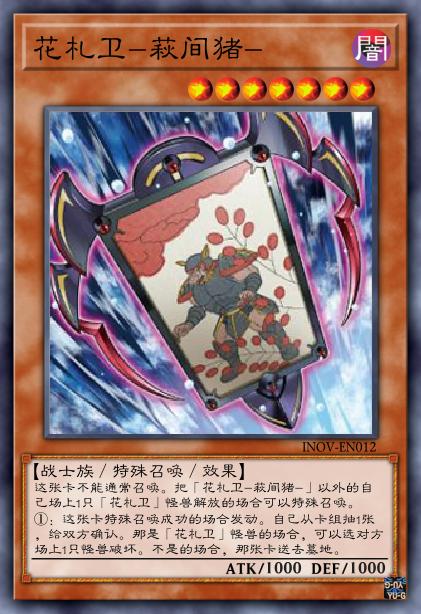 花札卫-萩间猪-
闇
INOV-EN012
【战士族/特殊召唤/效果】
这张卡不能通常召唤。把「花札卫-萩间猪-」以外的自
己场上1只「花札卫」怪兽解放的场合可以特殊召唤。
①：这张卡特殊召唤成功的场合发动。自己从卡组抽1张
，给双方确认。那是「花札卫」怪兽的场合，可以选对方
场上1只怪兽破坏。不是的场合，那张卡送去墓地。
ATK/1000 DEF/1000